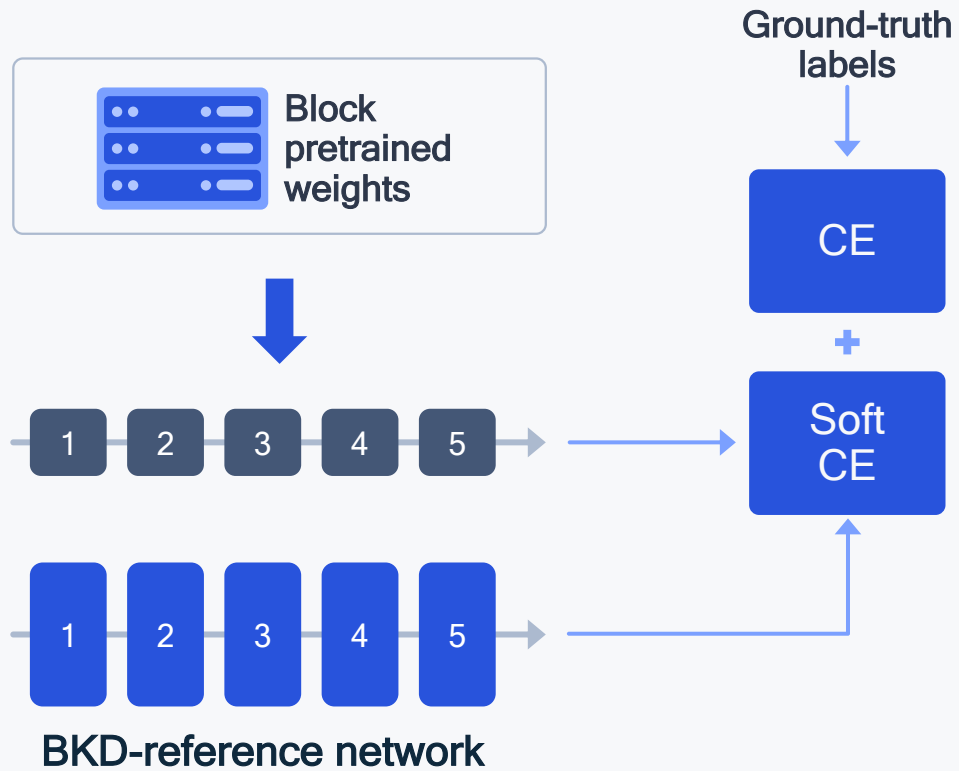 Ground-truth
labels
Block
pretrained
weights
CE
Soft
CE
1 2 3 4 5
1 2 3 4 5
BKD-reference network